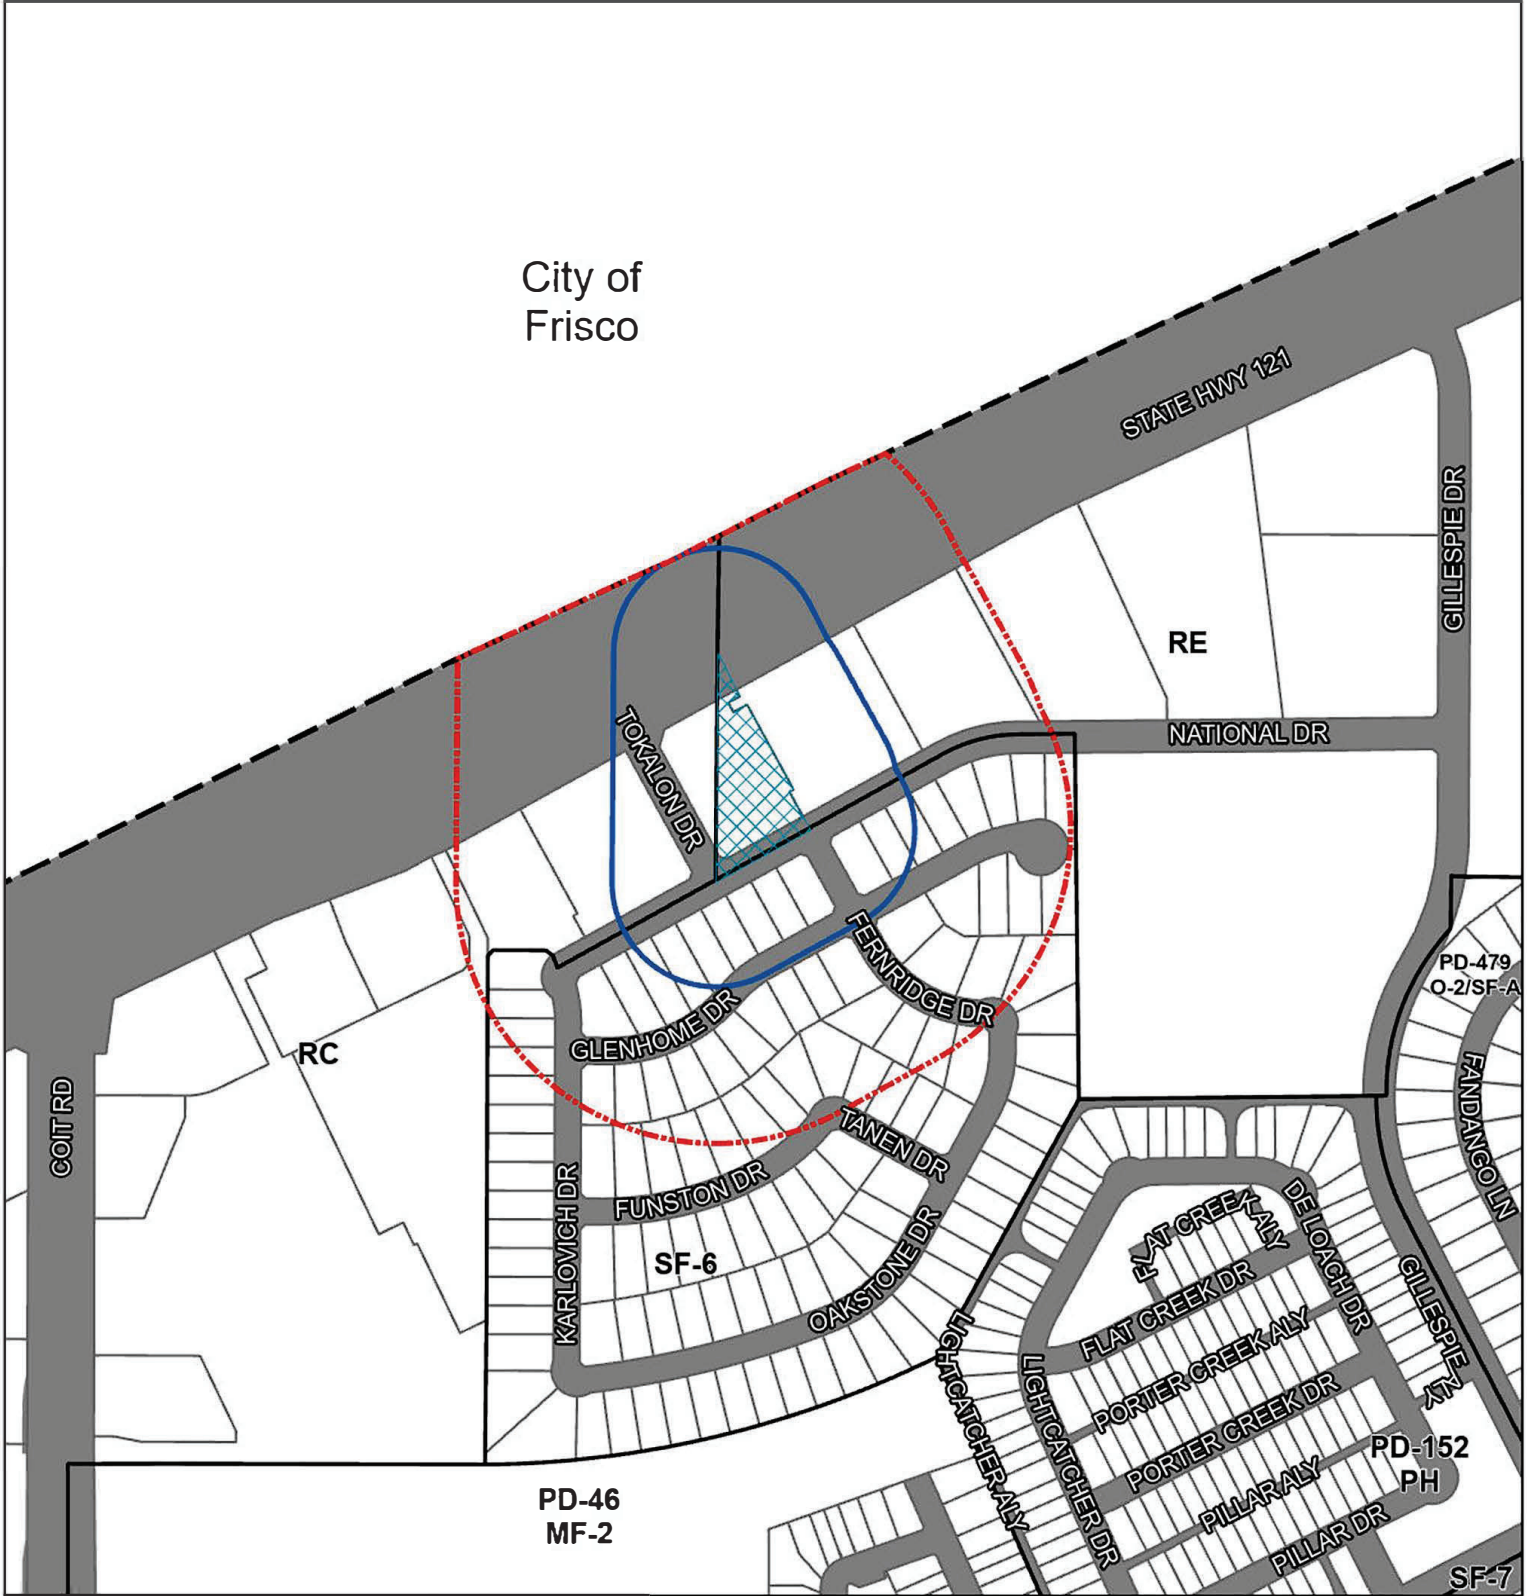 City of
Frisco
STATE HWY 121
GILLESPIE DR
RE
NATIONAL DR
TOKALON DR
FERNRIDGE DR
PD-479
O-2/SF-A
GLENHOME DR
RC
COIT RD
FANDANGO LN
TANEN DR
FUNSTON DR
KARLOVICH DR
SF-6
OAKSTONE DR
FLAT CREEK ALY
DE LOACH DR
FLAT CREEK DR
GILLESPIE ALY
LIGHTCATCHER ALY
LIGHTCATCHER DR
PORTER CREEK ALY
PORTER CREEK DR
PD-152
PH
PILLAR ALY
PILLAR DR
PD-46
MF-2
SF-7